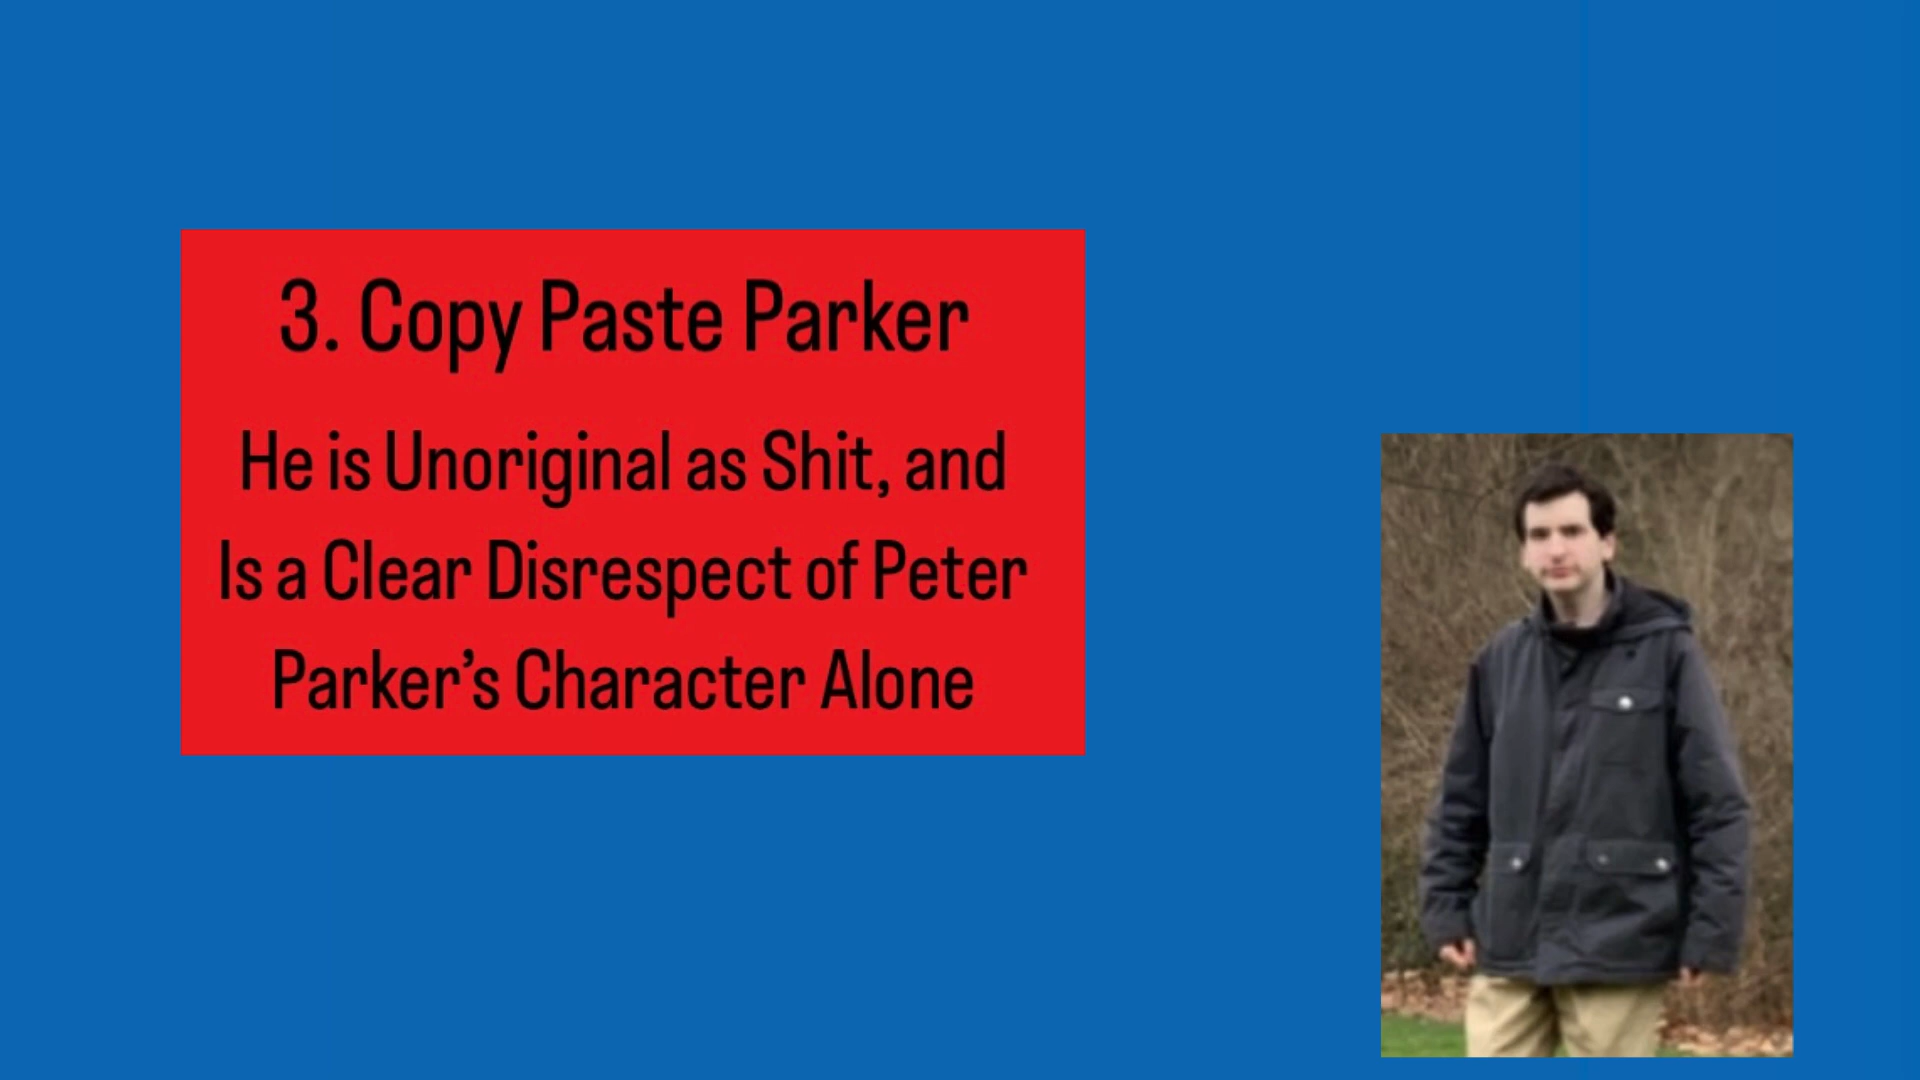 3. Copy Paste Parker
He is Unoriginal as Shit, and
Is a Clear Disrespect of Peter
Parker’s Character Alone